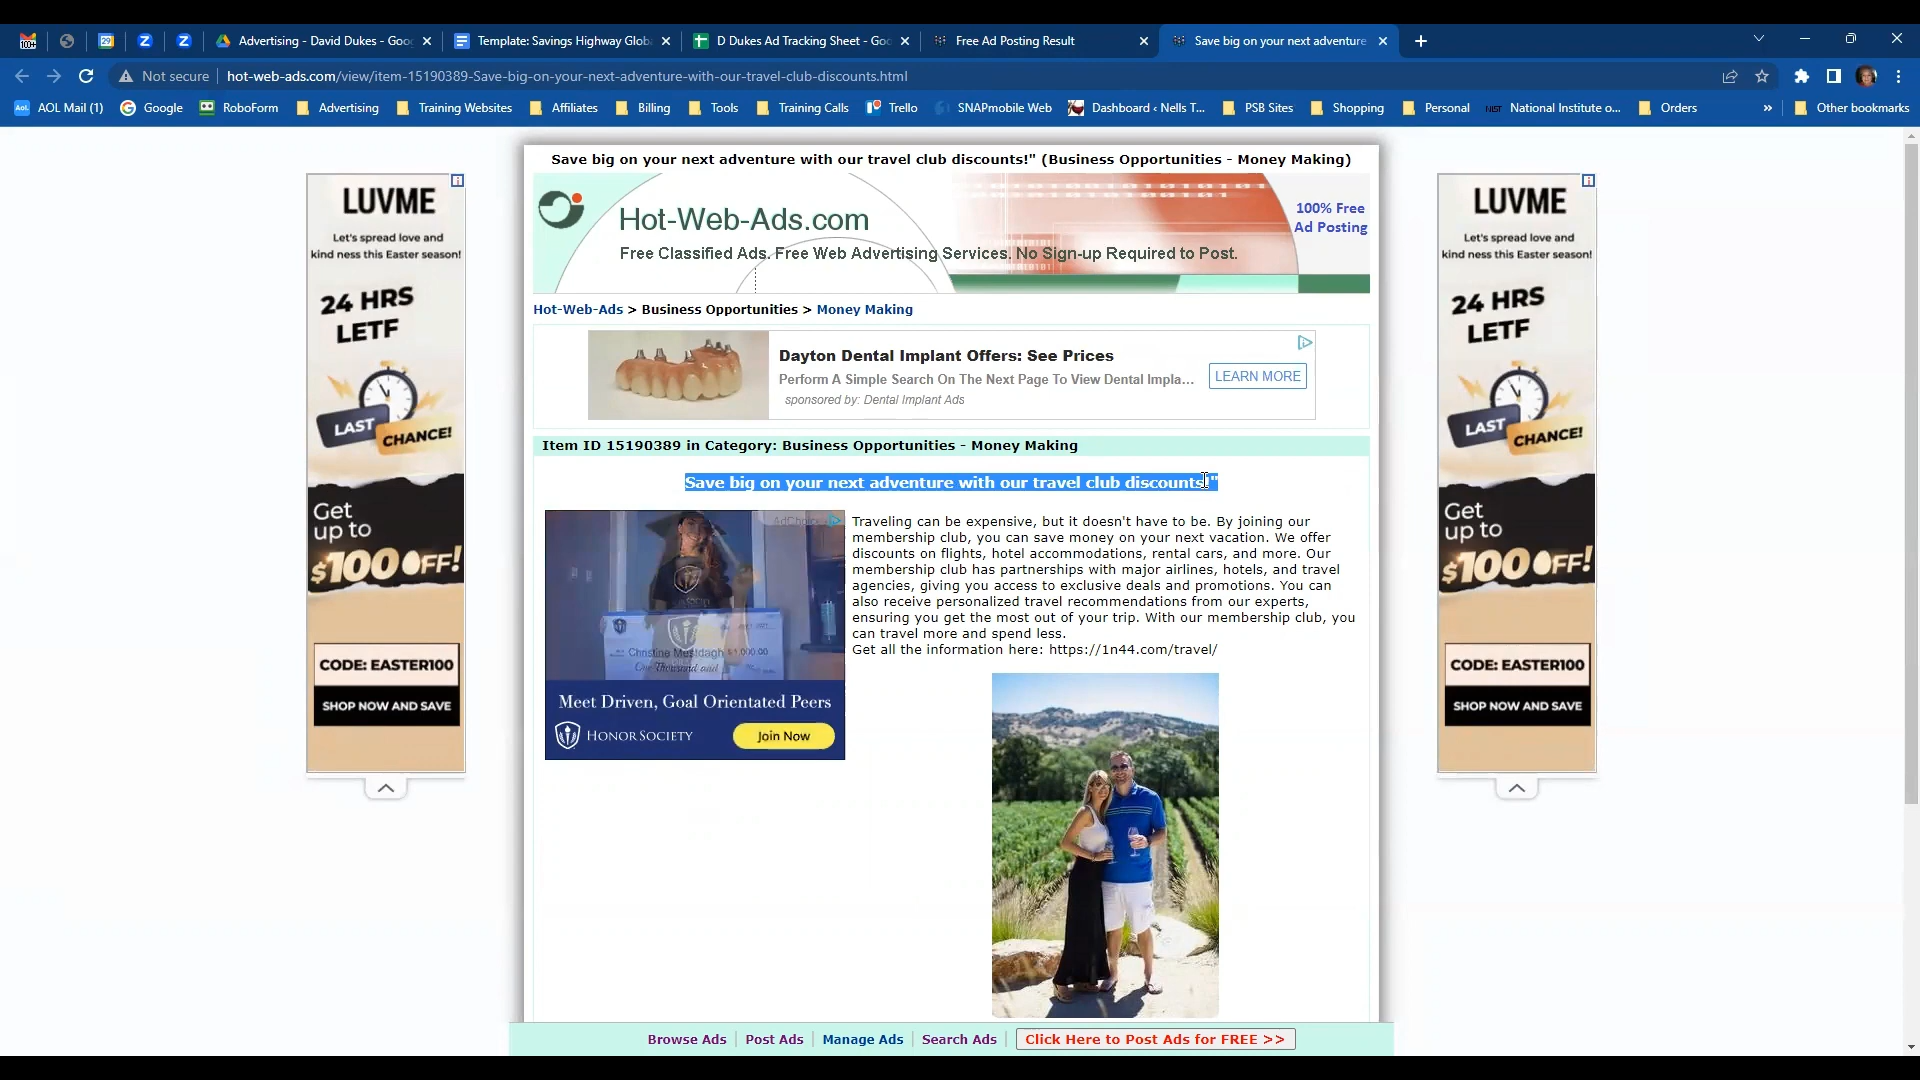 100+
29
Z
Z
Advertising - David Dukes - Goo
Template: Savings Highway Glob
D Dukes Ad Tracking Sheet - Goo
Free Ad Posting Result
Save big on your next adventure
Not secure
hot-web-ads.com/view/item-15190389-Save-big-on-your-next-adventure-with-our-travel-club-discounts.html
Aol.
AOL Mail (1)
Google
RoboForm
Advertising
Training Websites
Affiliates
Billing
Tools
Training Calls
Trello
SNAPmobile Web
Dashboard ‹ Nells T...
PSB Sites
Shopping
Personal
NIST
National Institute o...
Orders
»
Other bookmarks
Save big on your next adventure with our travel club discounts!" (Business Opportunities - Money Making)
Hot-Web-Ads.com
Free Classified Ads. Free Web Advertising Services. No Sign-up Required to Post.
100% Free
Ad Posting
Hot-Web-Ads > Business Opportunities > Money Making
Dayton Dental Implant Offers: See Prices
Perform A Simple Search On The Next Page To View Dental Impla...
sponsored by: Dental Implant Ads
LEARN MORE
Item ID 15190389 in Category: Business Opportunities - Money Making
Save big on your next adventure with our travel club discounts!"
Traveling can be expensive, but it doesn't have to be. By joining our
membership club, you can save money on your next vacation. We offer
discounts on flights, hotel accommodations, rental cars, and more. Our
membership club has partnerships with major airlines, hotels, and travel
agencies, giving you access to exclusive deals and promotions. You can
also receive personalized travel recommendations from our experts,
ensuring you get the most out of your trip. With our membership club, you
can travel more and spend less.
Get all the information here: https://1n44.com/travel/
AdChoices
Christine Mestdagh $1,000.00
One Thousand and
Meet Driven, Goal Orientated Peers
HONOR SOCIETY
Join Now
LUVME
Let's spread love and
kind ness this Easter season!
24 HRS
LETF
LAST
CHANCE!
Get
up to
$100 OFF!
CODE: EASTER100
SHOP NOW AND SAVE
LUVME
Let's spread love and
kind ness this Easter season!
24 HRS
LETF
LAST
CHANCE!
Get
up to
$100 OFF!
CODE: EASTER100
SHOP NOW AND SAVE
Browse Ads
Post Ads
Manage Ads
Search Ads
Click Here to Post Ads for FREE >>